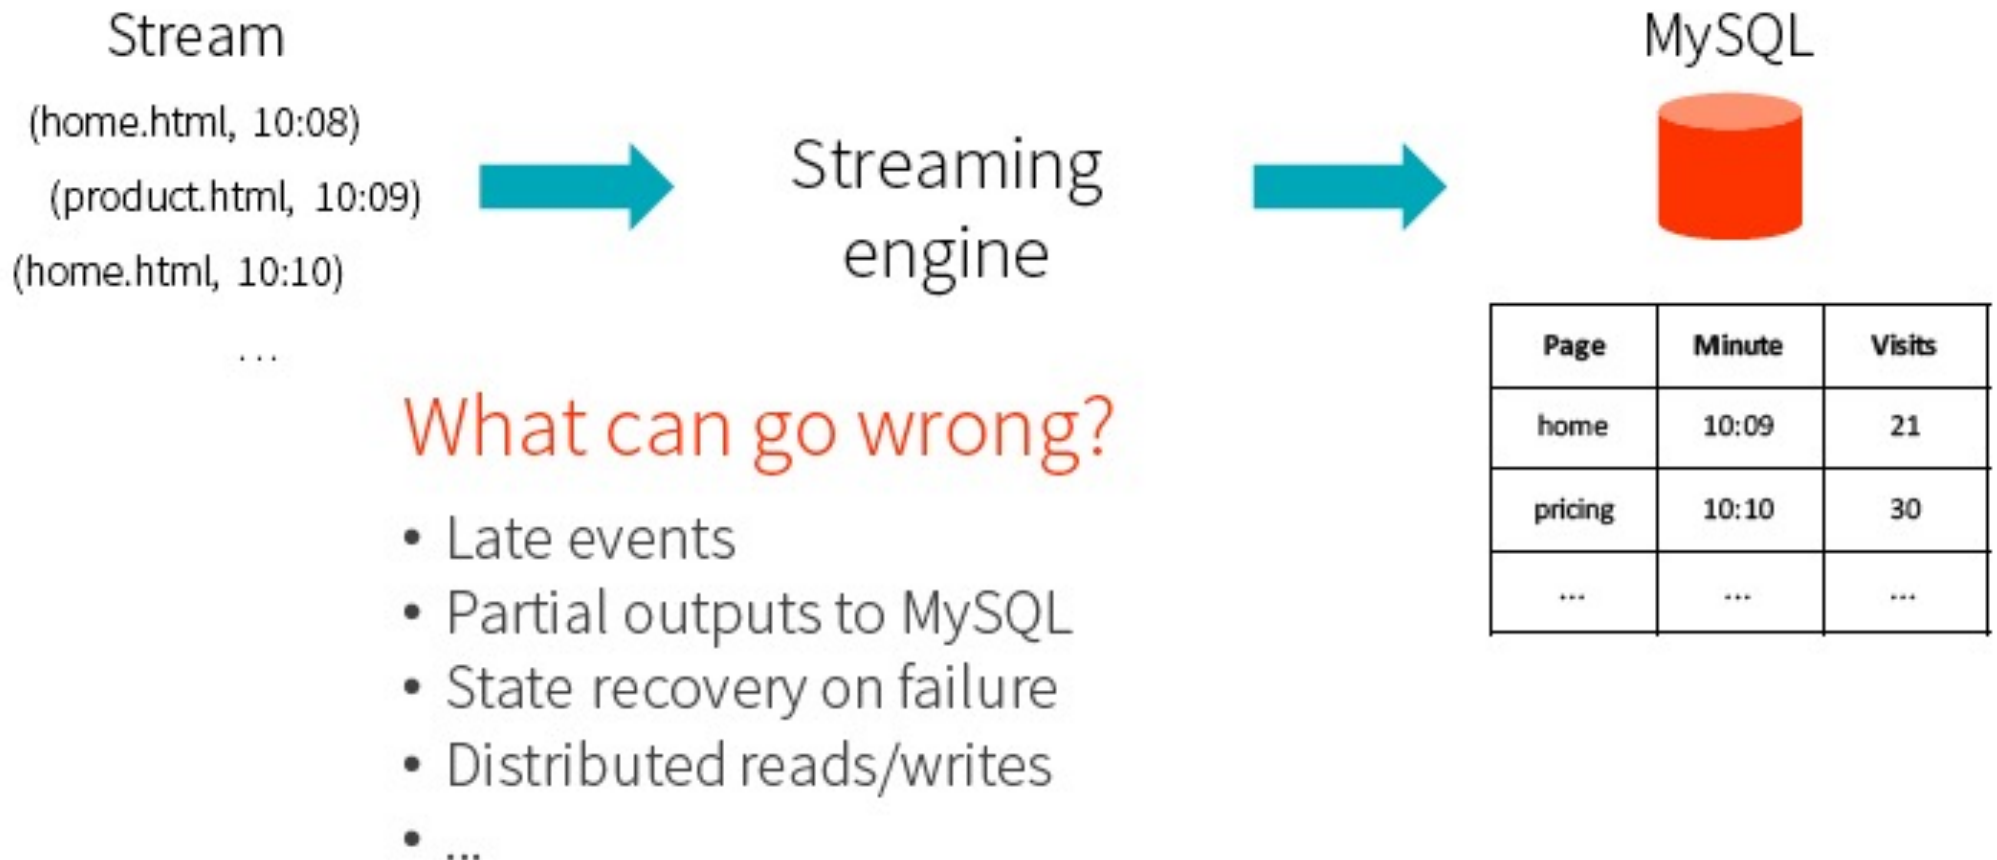 Stream
(home.html, 10:08)
(product.html, 10:09)
(home.html, 10:10)
...
Streaming
engine
MySQL
Page Minute Visits
home 10:09 21
pricing 10:10 30
... ... ...
What can go wrong?
• Late events
• Partial outputs to MySQL
• State recovery on failure
• Distributed reads/writes
• ...